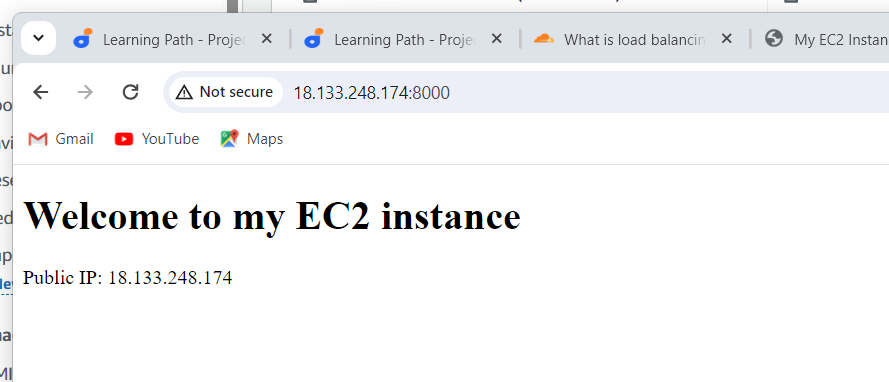 Learning Path - Projec
Learning Path - Projec
What is load balancin
My EC2 Instan
Not secure
18.133.248.174:8000
Gmail
YouTube
Maps
Welcome to my EC2 instance
Public IP: 18.133.248.174